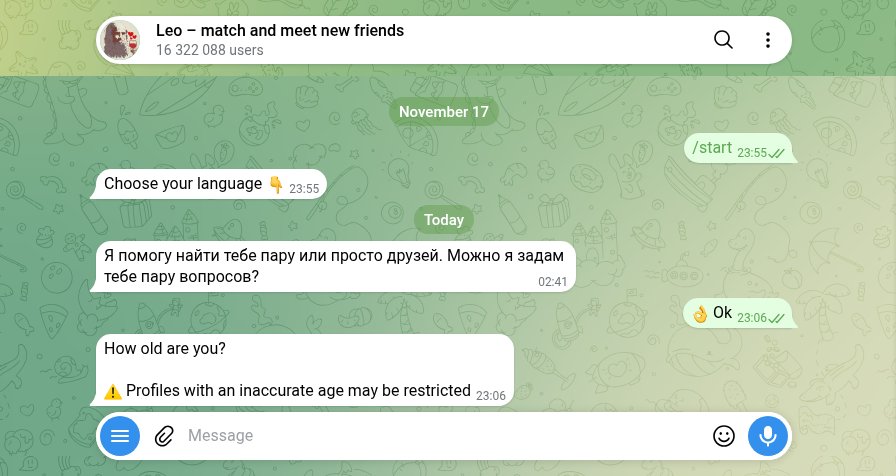 Leo – match and meet new friends
16 322 088 users
November 17
/start 23:55
Choose your language 👇 23:55
Today
Я помогу найти тебе пару или просто друзей. Можно я задам
тебе пару вопросов? 02:41
👌 Ok 23:06
How old are you?
⚠️ Profiles with an inaccurate age may be restricted 23:06
Message